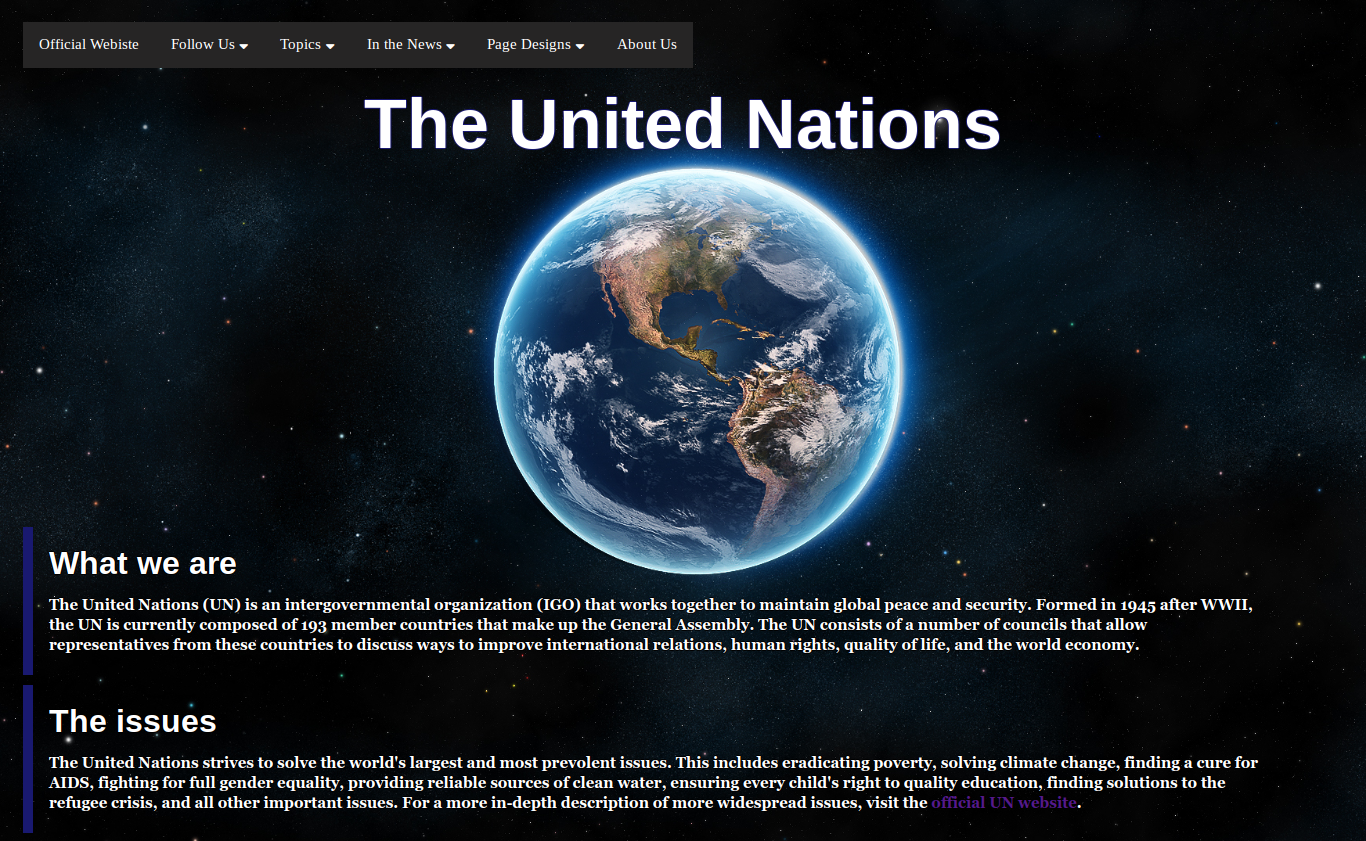 Official Webiste Follow Us Topics In the News Page Designs About Us
The United Nations
What we are
The United Nations (UN) is an intergovernmental organization (IGO) that works together to maintain global peace and security. Formed in 1945 after WWII,
the UN is currently composed of 193 member countries that make up the General Assembly. The UN consists of a number of councils that allow
representatives from these countries to discuss ways to improve international relations, human rights, quality of life, and the world economy.
The issues
The United Nations strives to solve the world's largest and most prevolent issues. This includes eradicating poverty, solving climate change, finding a cure for
AIDS, fighting for full gender equality, providing reliable sources of clean water, ensuring every child's right to quality education, finding solutions to the
refugee crisis, and all other important issues. For a more in-depth description of more widespread issues, visit the official UN website.